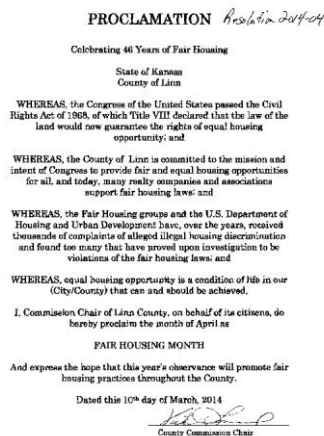 PROCLAMATION Resolution 2014-04
Celebrating 46 Years of Fair Housing
State of Kansas
County of Linn
WHEREAS, the Congress of the United States passed the Civil
Rights Act of 1968, of which Title VIII declared that the law of the
land would now guarantee the rights of equal housing
opportunity; and
WHEREAS, the County of Linn is committed to the mission and
intent of Congress to provide fair and equal housing opportunities
for all, and today, many realty companies and associations
support fair housing laws; and
WHEREAS, the Fair Housing groups and the U.S. Department of
Housing and Urban Development have, over the years, received
thousands of complaints of alleged illegal housing discrimination
and found too many that have proved upon investigation to be
violations of the fair housing laws; and
WHEREAS, equal housing opportunity is a condition of life in our
(City/County) that can and should be achieved,
I, Commission Chair of Linn County, on behalf of its citizens, do
hereby proclaim the month of April as
FAIR HOUSING MONTH
And express the hope that this year's observance will promote fair
housing practices throughout the County.
Dated this 10th day of March, 2014
County Commission Chair